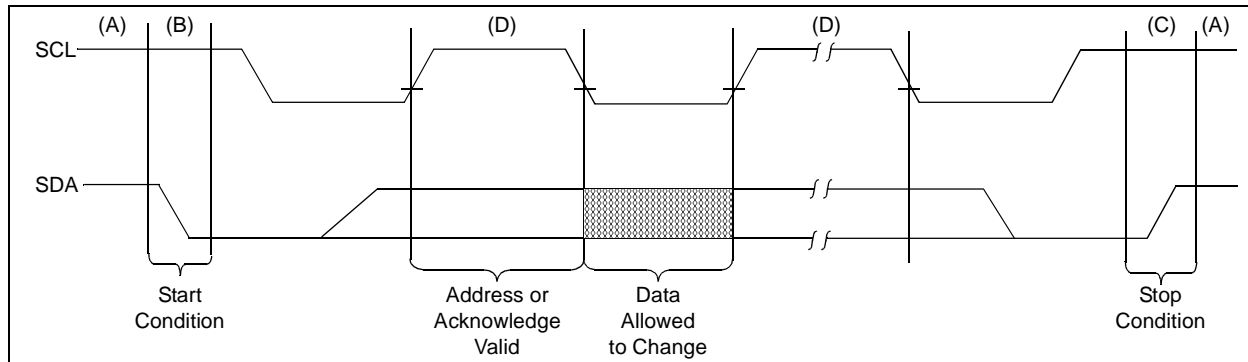 (A) (B) (D) (D) (C) (A)
SCL
SDA
Start
Condition
Address or
Acknowledge
Valid
Data
Allowed
to Change
Stop
Condition